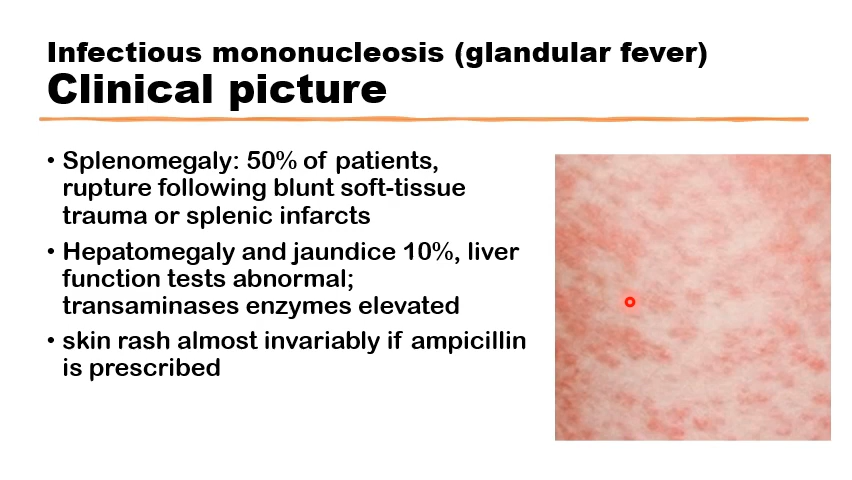 Infectious mononucleosis (glandular fever)
Clinical picture
• Splenomegaly: 50% of patients,
rupture following blunt soft-tissue
trauma or splenic infarcts
• Hepatomegaly and jaundice 10%, liver
function tests abnormal;
transaminases enzymes elevated
• skin rash almost invariably if ampicillin
is prescribed